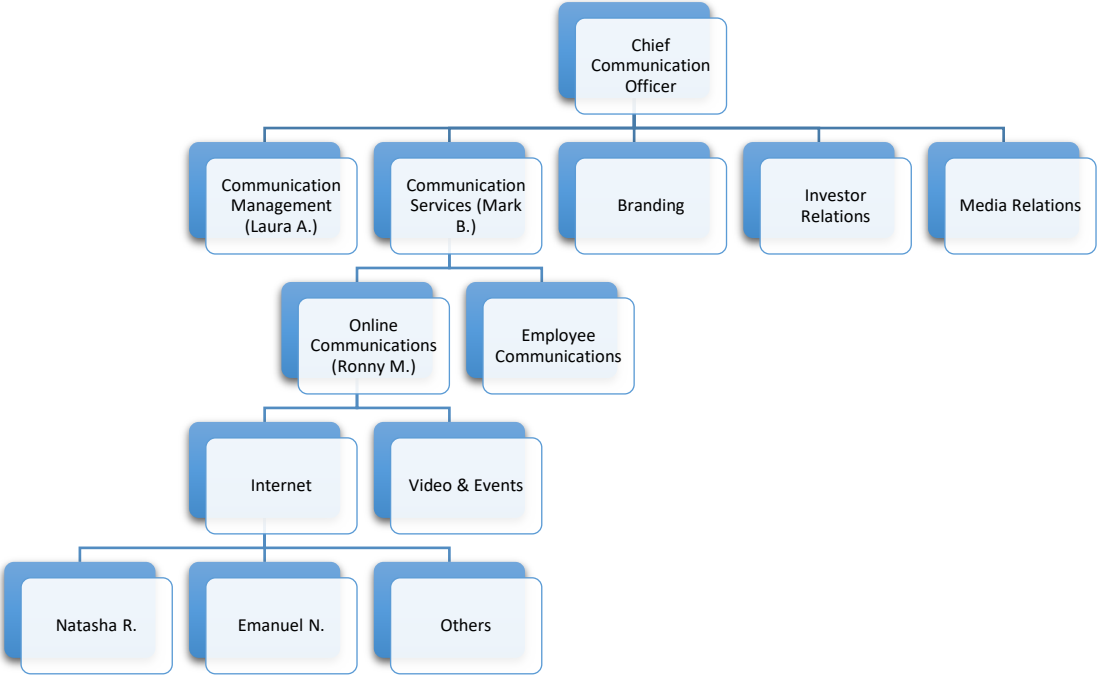 Chief
Communication
Officer
Communication
Management
(Laura A.)
Communication
Services (Mark
B.)
Branding
Investor
Relations
Media Relations
Online
Communications
(Ronny M.)
Employee
Communications
Internet
Video & Events
Natasha R.
Emanuel N.
Others